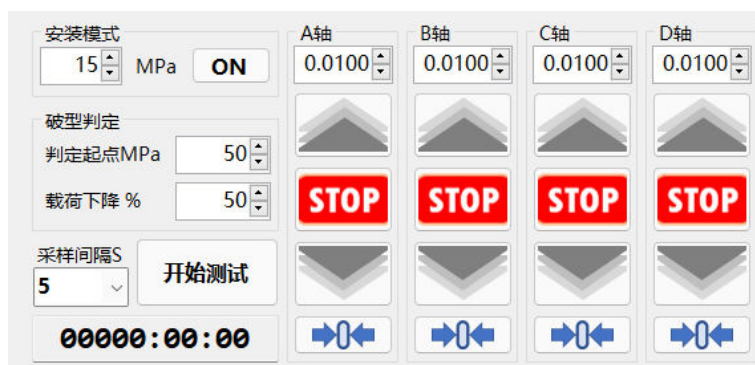 安装模式
15 MPa ON
破型判定
判定起点MPa 50
载荷下降 % 50
采样间隔S
5
开始测试
00000:00:00
A轴 B轴 C轴 D轴
0.0100 0.0100 0.0100 0.0100
STOP STOP STOP STOP